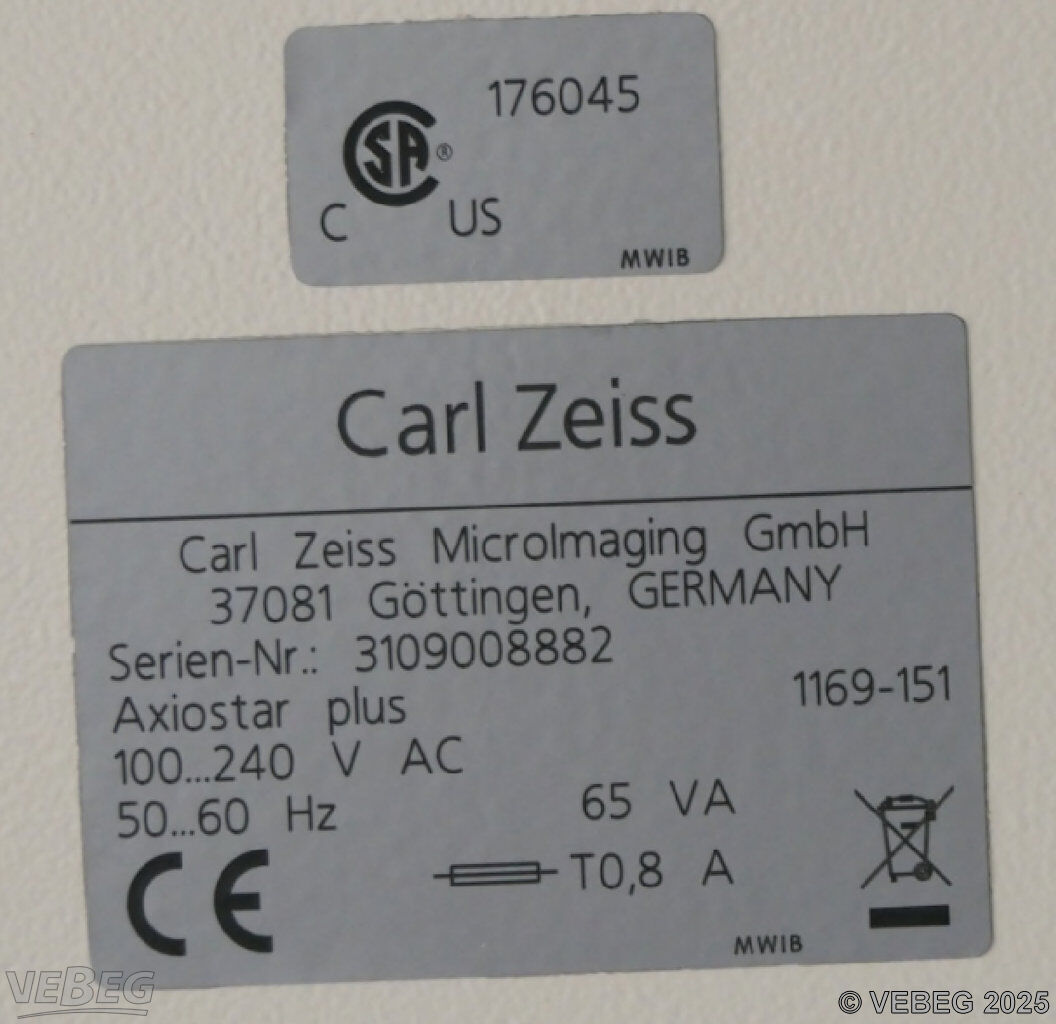 176045
CSA®
C US
MWIB
Carl Zeiss
Carl Zeiss MicroImaging GmbH
37081 Göttingen, GERMANY
Serien-Nr.: 3109008882
Axiostar plus 1169-151
100...240 V AC
50...60 Hz 65 VA
CE T0,8 A
MWIB
VEBEG
© VEBEG 2025